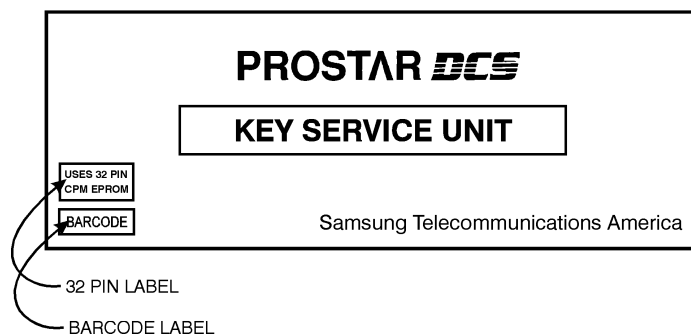 PROSTAR DCS
KEY SERVICE UNIT
USES 32 PIN
CPM EPROM
BARCODE
Samsung Telecommunications America
32 PIN LABEL
BARCODE LABEL